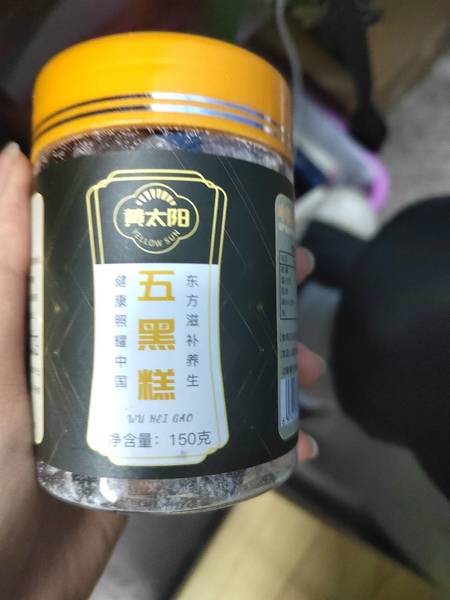 黄太阳
YELLOW SUN
东方滋补养生
五黑糕
健康照耀中国
WU HEI GAO
净含量：150克